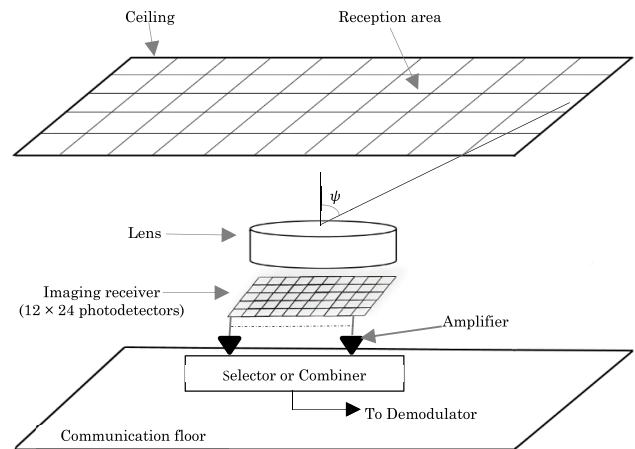 Ceiling
Reception area
ψ
Lens
Imaging receiver
(12 × 24 photodetectors)
Amplifier
Selector or Combiner
To Demodulator
Communication floor